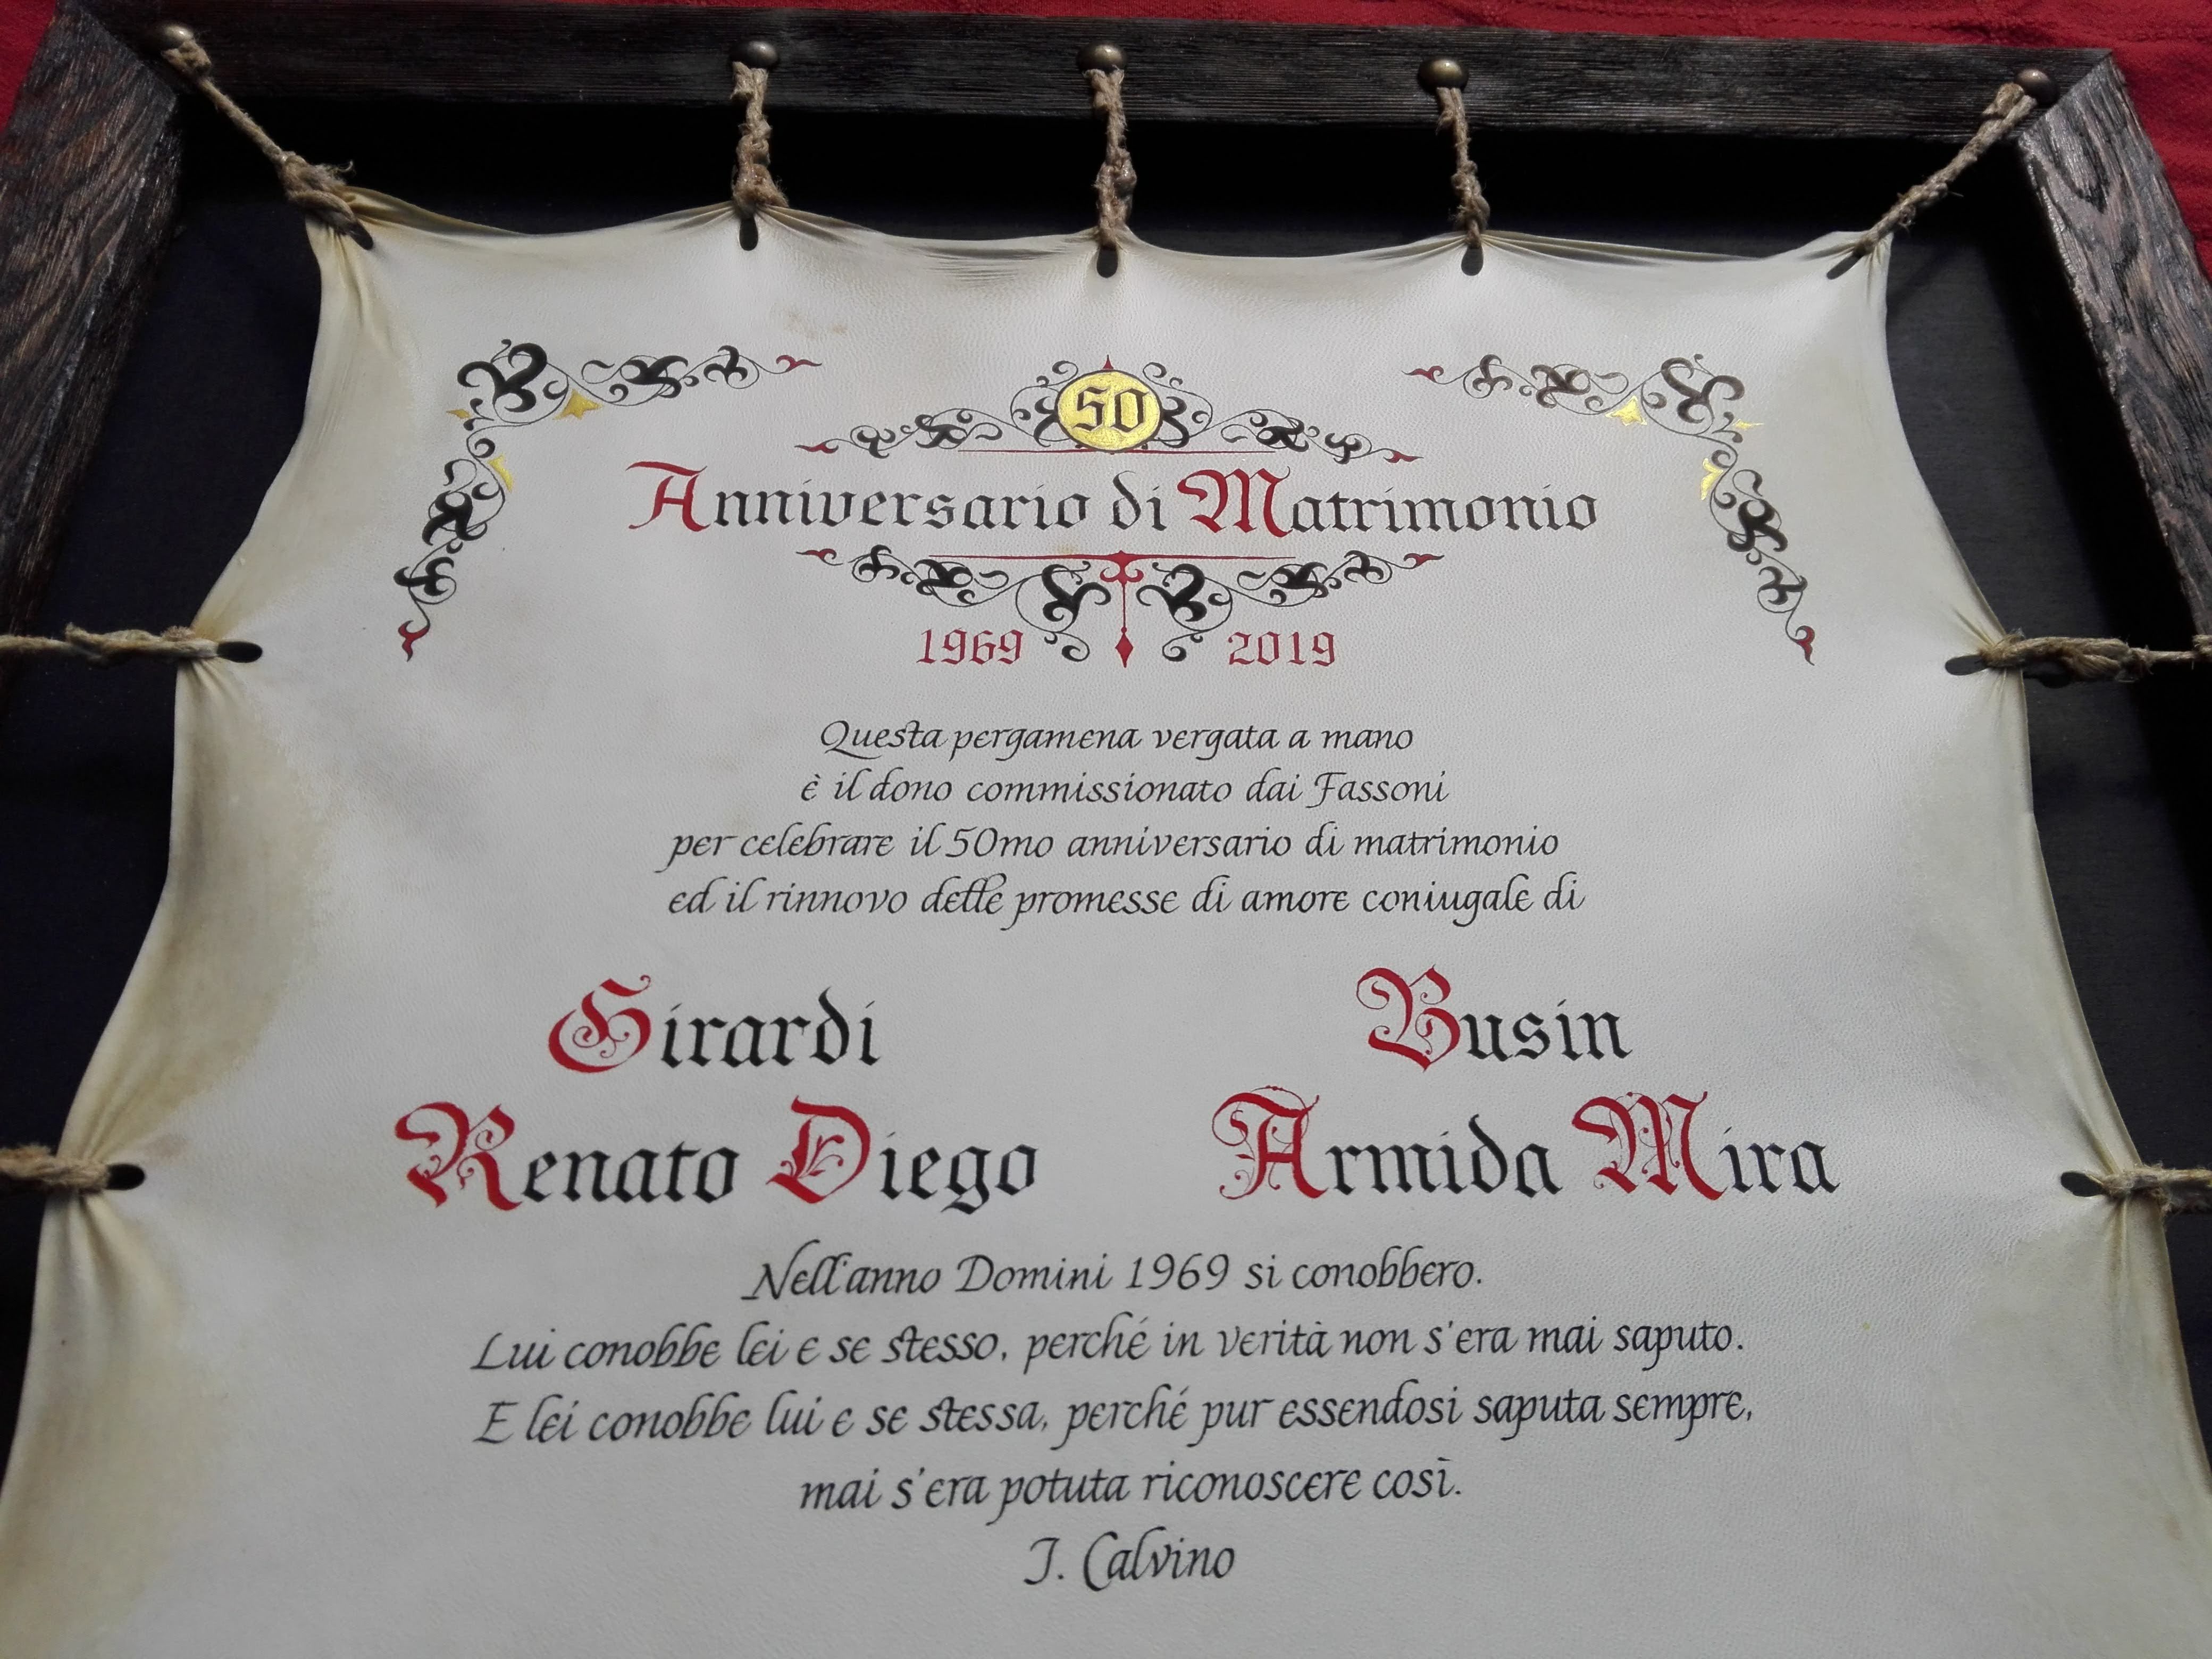 50
Anniversario di Matrimonio
1969 2019
Questa pergamena vergata a mano
è il dono commissionato dai Fassoni
per celebrare il 50mo anniversario di matrimonio
ed il rinnovo delle promesse di amore coniugale di
Girardi Busin
Renato Diego Armida Mira
Nell'anno Domini 1969 si conobbero.
Lui conobbe lei e se stesso, perché in verità non s'era mai saputo.
E lei conobbe lui e se stessa, perché pur essendosi saputa sempre,
mai s'era potuta riconoscere così.
I. Calvino